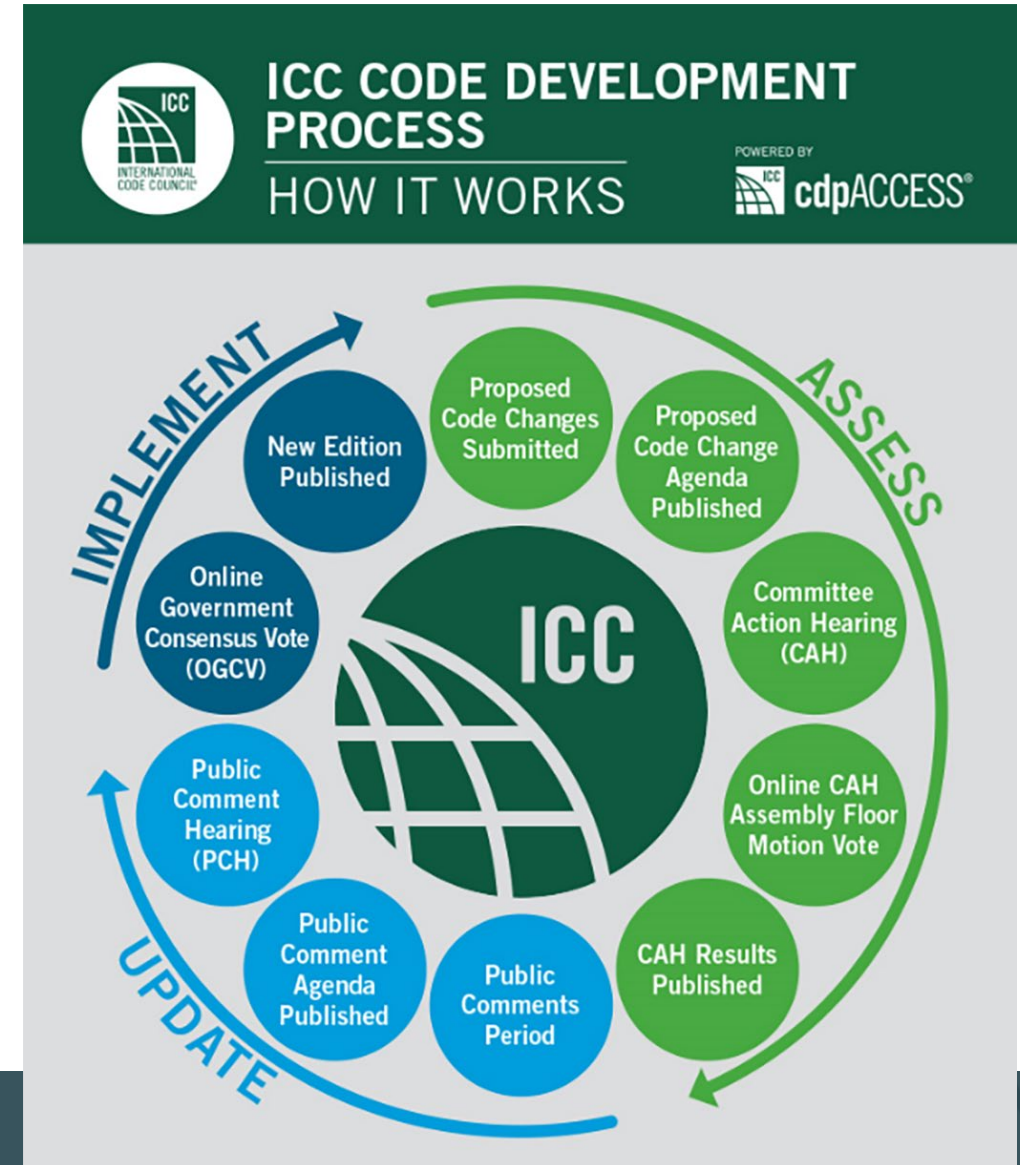 ICC
INTERNATIONAL
CODE COUNCIL®
ICC CODE DEVELOPMENT
PROCESS
HOW IT WORKS
POWERED BY
ICC
cdpACCESS®
ASSESS
Proposed
Code Changes
Submitted
Proposed
Code Change
Agenda
Published
Committee
Action Hearing
(CAH)
Online CAH
Assembly Floor
Motion Vote
CAH Results
Published
UPDATE
Public
Comments
Period
Public
Comment
Agenda
Published
Public
Comment
Hearing
(PCH)
IMPLEMENT
Online
Government
Consensus Vote
(OGCV)
New Edition
Published
ICC